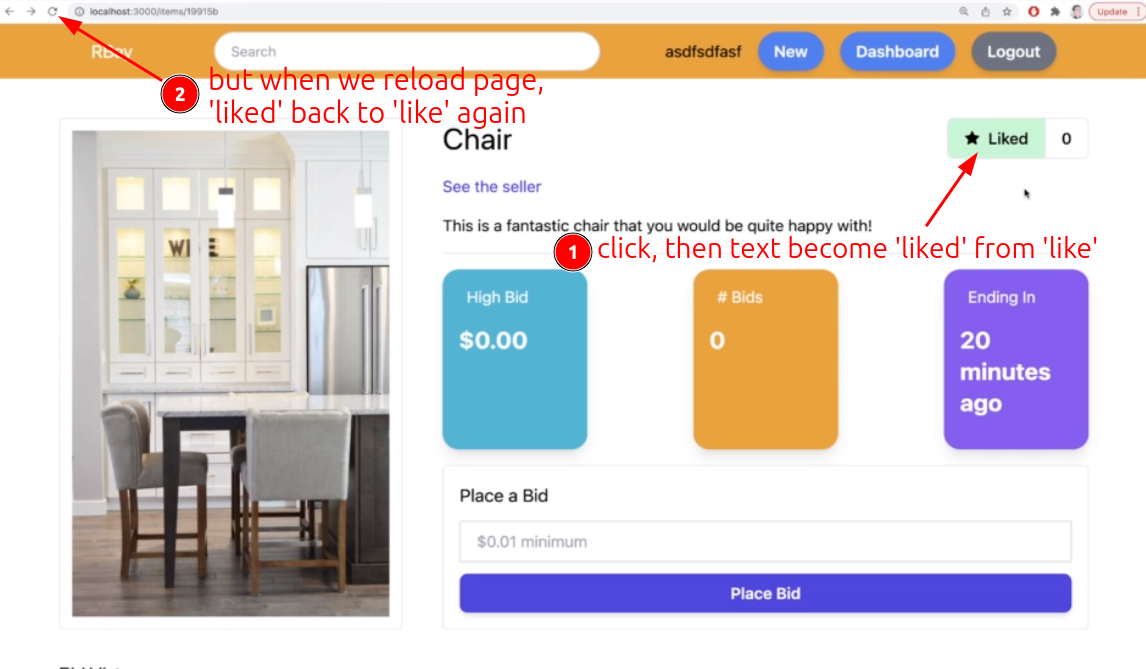 localhost:3000/items/19915b
Update
RBay
Search
asdfsdfasf
New
Dashboard
Logout
2
but when we reload page,
'liked' back to 'like' again
Chair
Liked
0
See the seller
This is a fantastic chair that you would be quite happy with!
1
click, then text become 'liked' from 'like'
High Bid
$0.00
# Bids
0
Ending In
20
minutes
ago
Place a Bid
$0.01 minimum
Place Bid